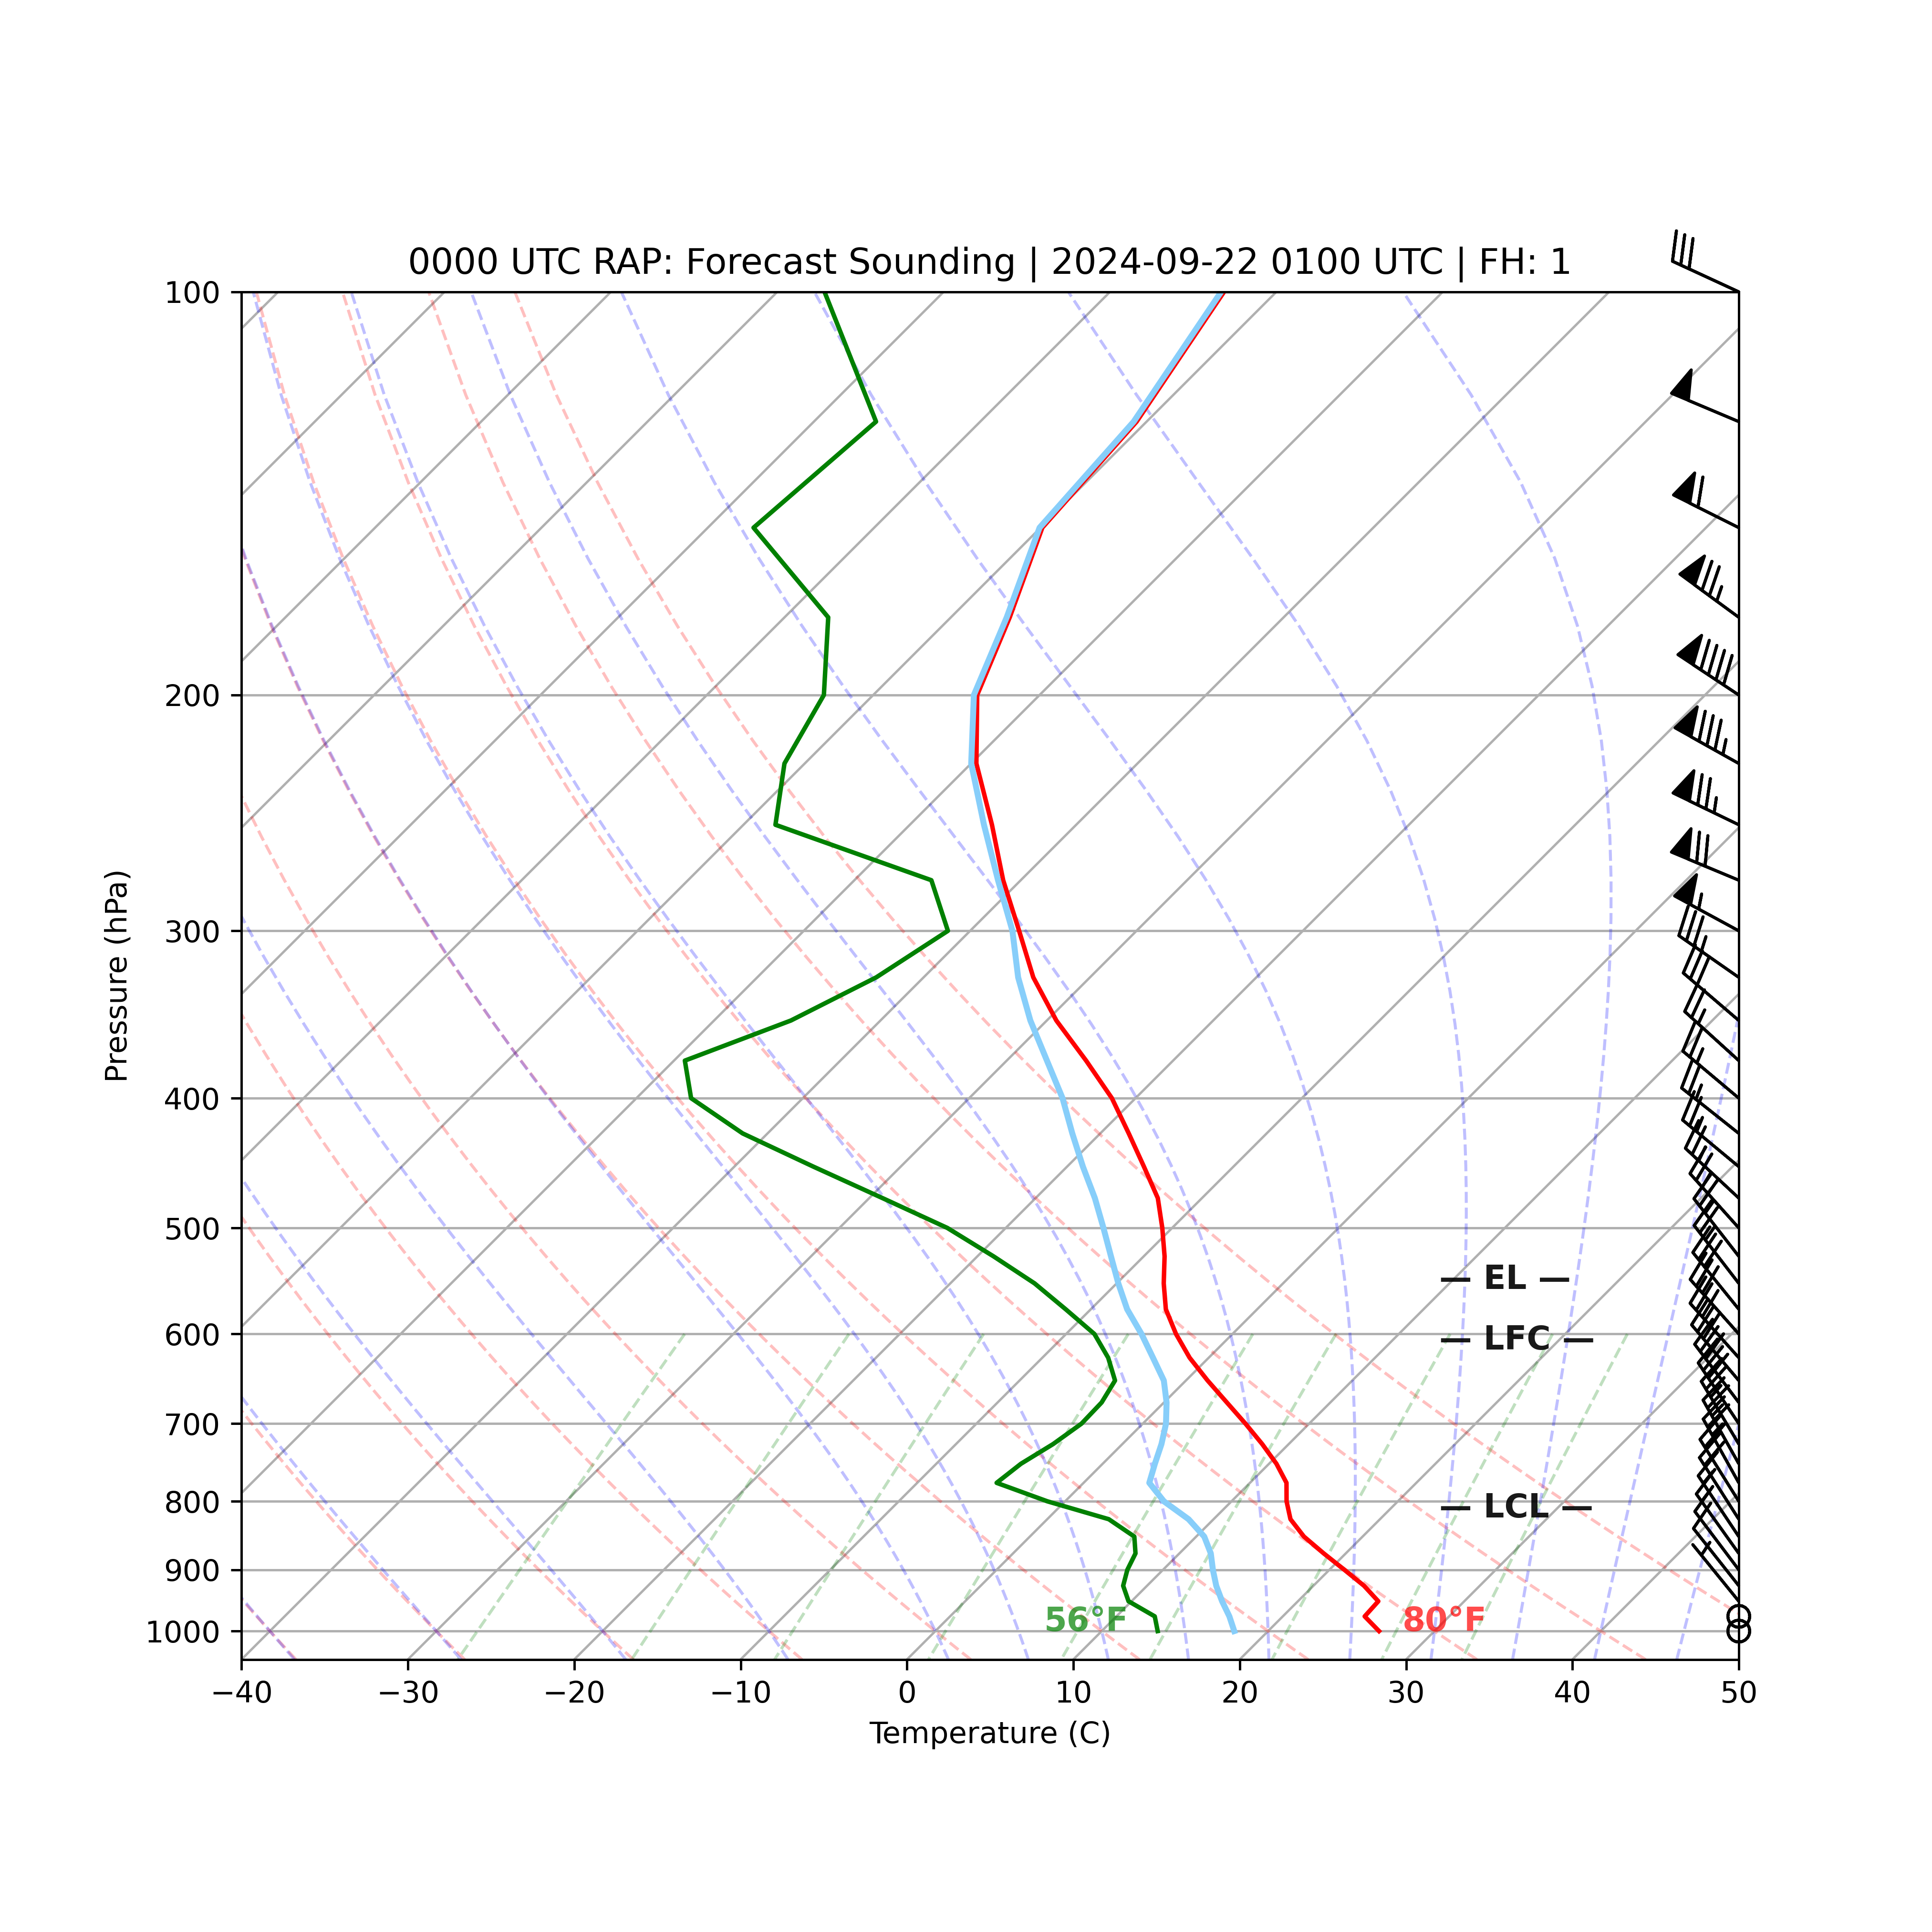 0000 UTC RAP: Forecast Sounding | 2024-09-22 0100 UTC | FH: 1
100
200
300
400
500
600
700
800
900
1000
Pressure (hPa)
— EL —
— LFC —
— LCL —
56°F
80°F
−40 −30 −20 −10 0 10 20 30 40 50
Temperature (C)